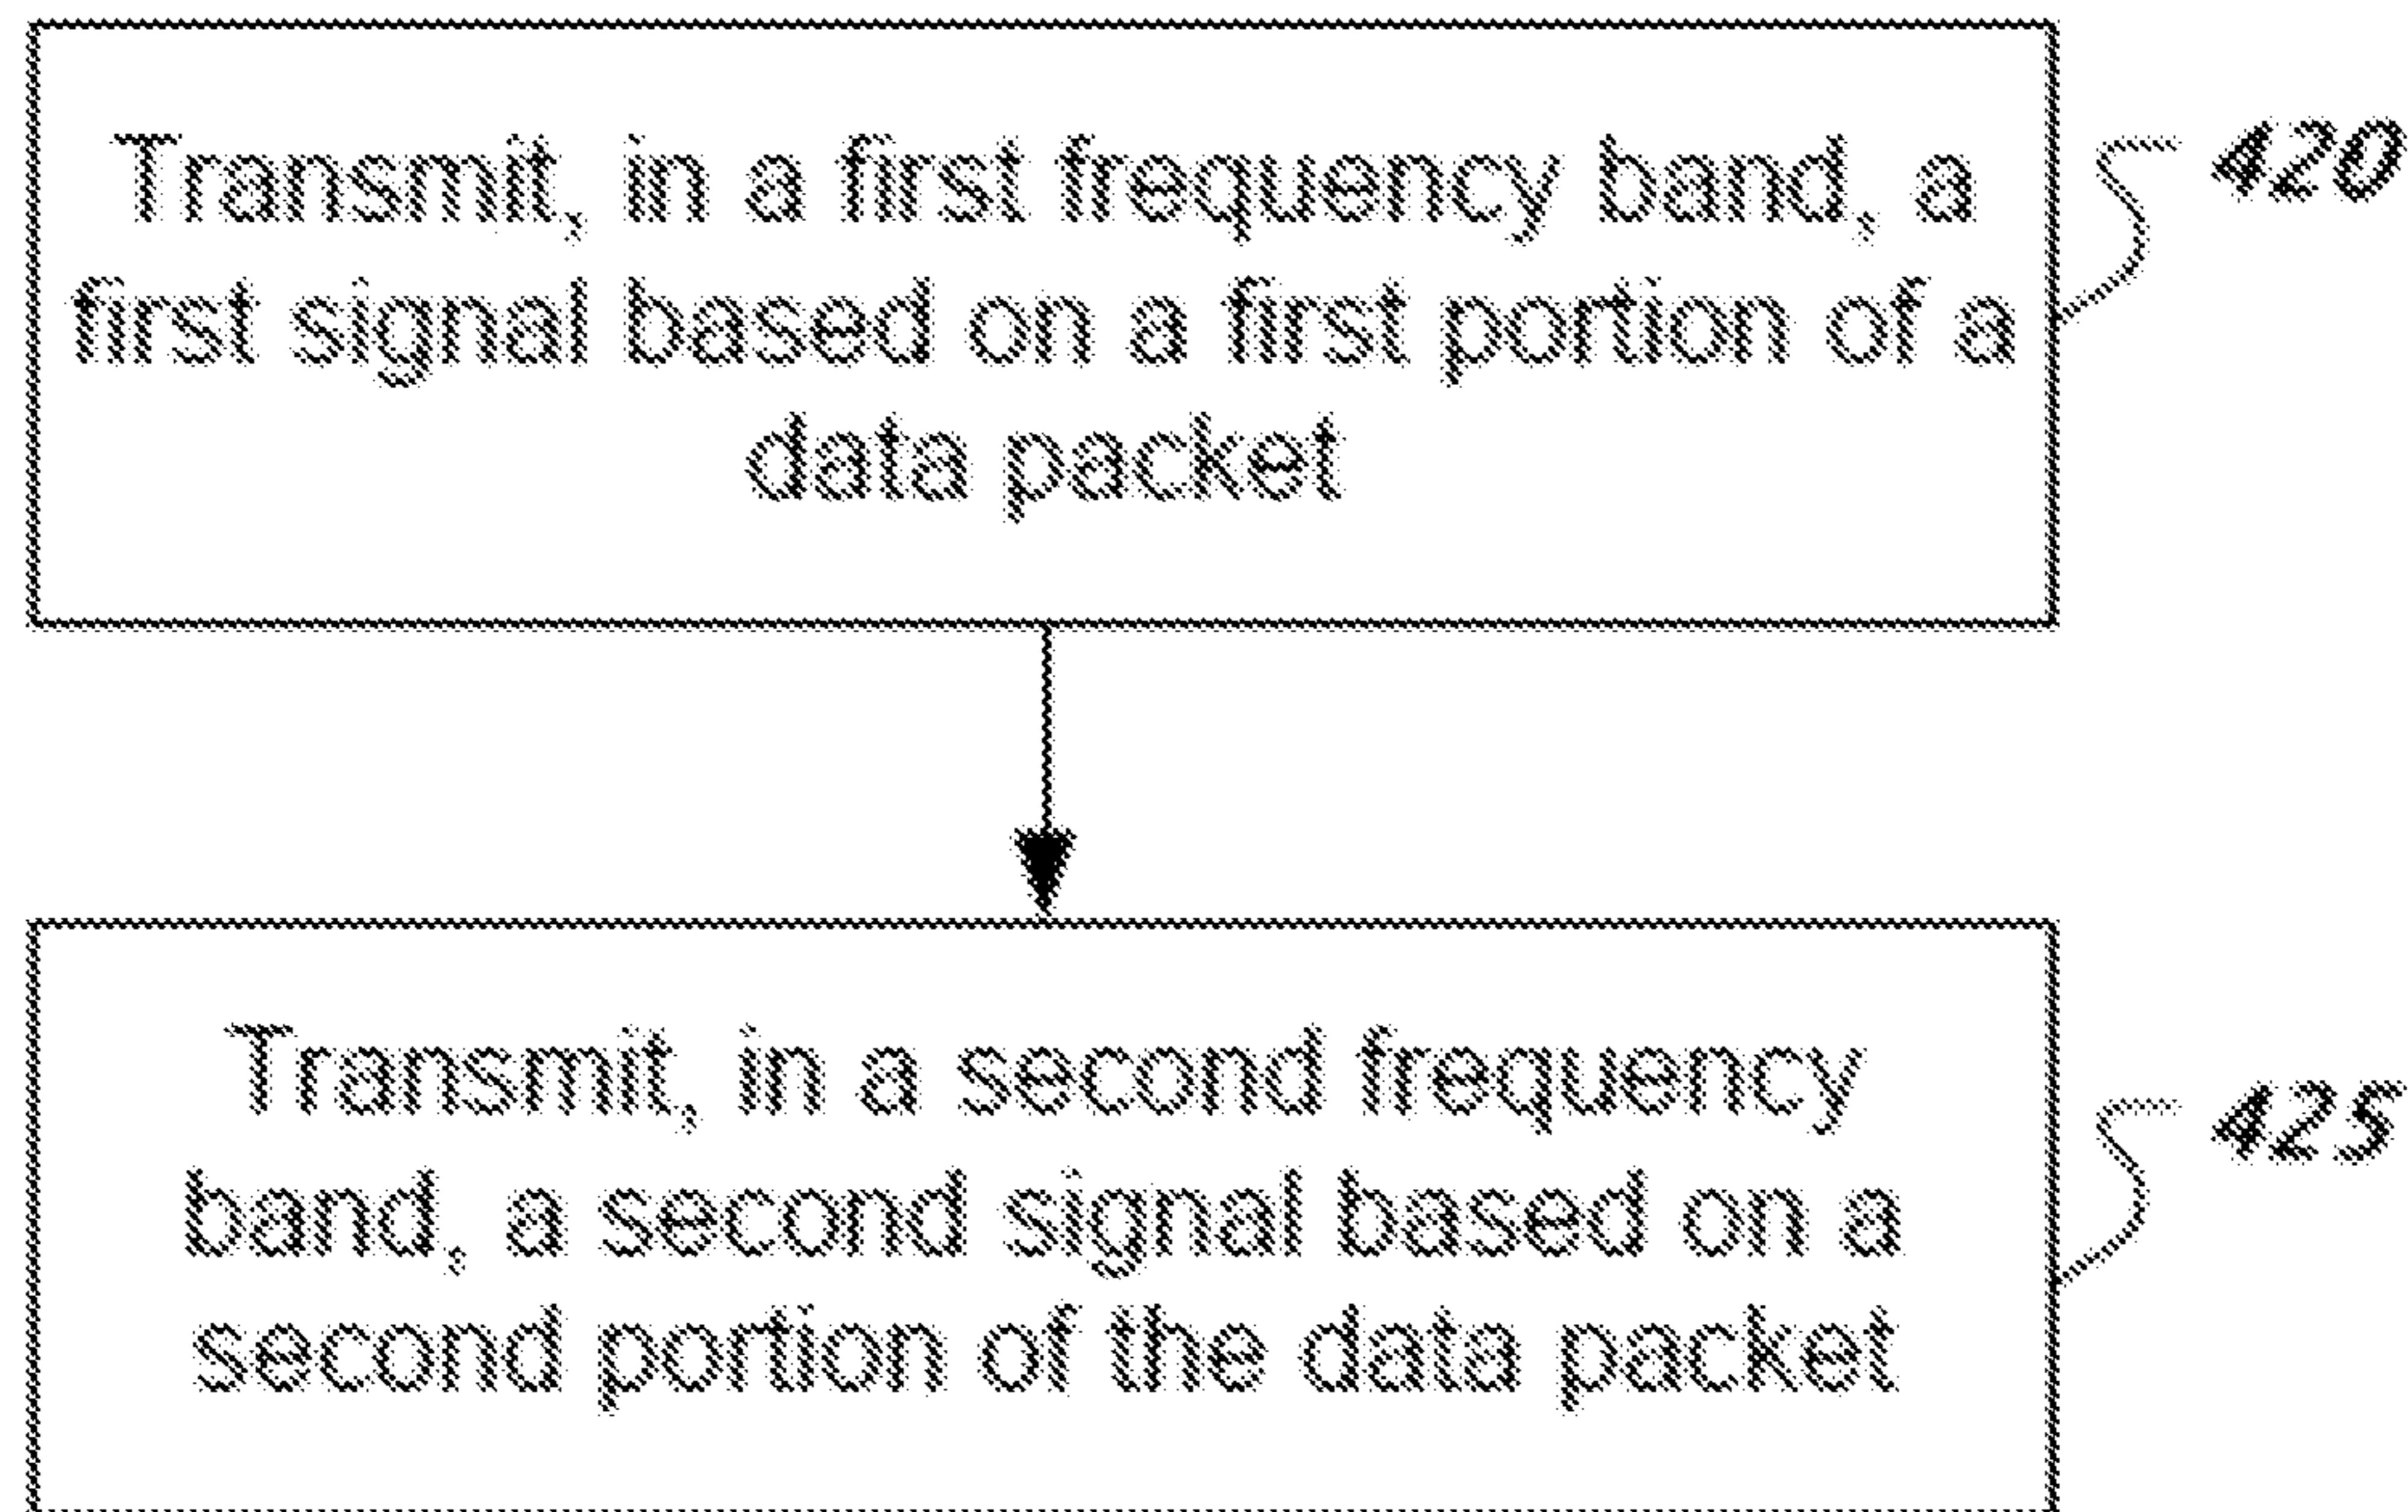 Transmit, in a first frequency band, a
first signal based on a first portion of a
data packet
420
Transmit, in a second frequency
band, a second signal based on a
second portion of the data packet
425